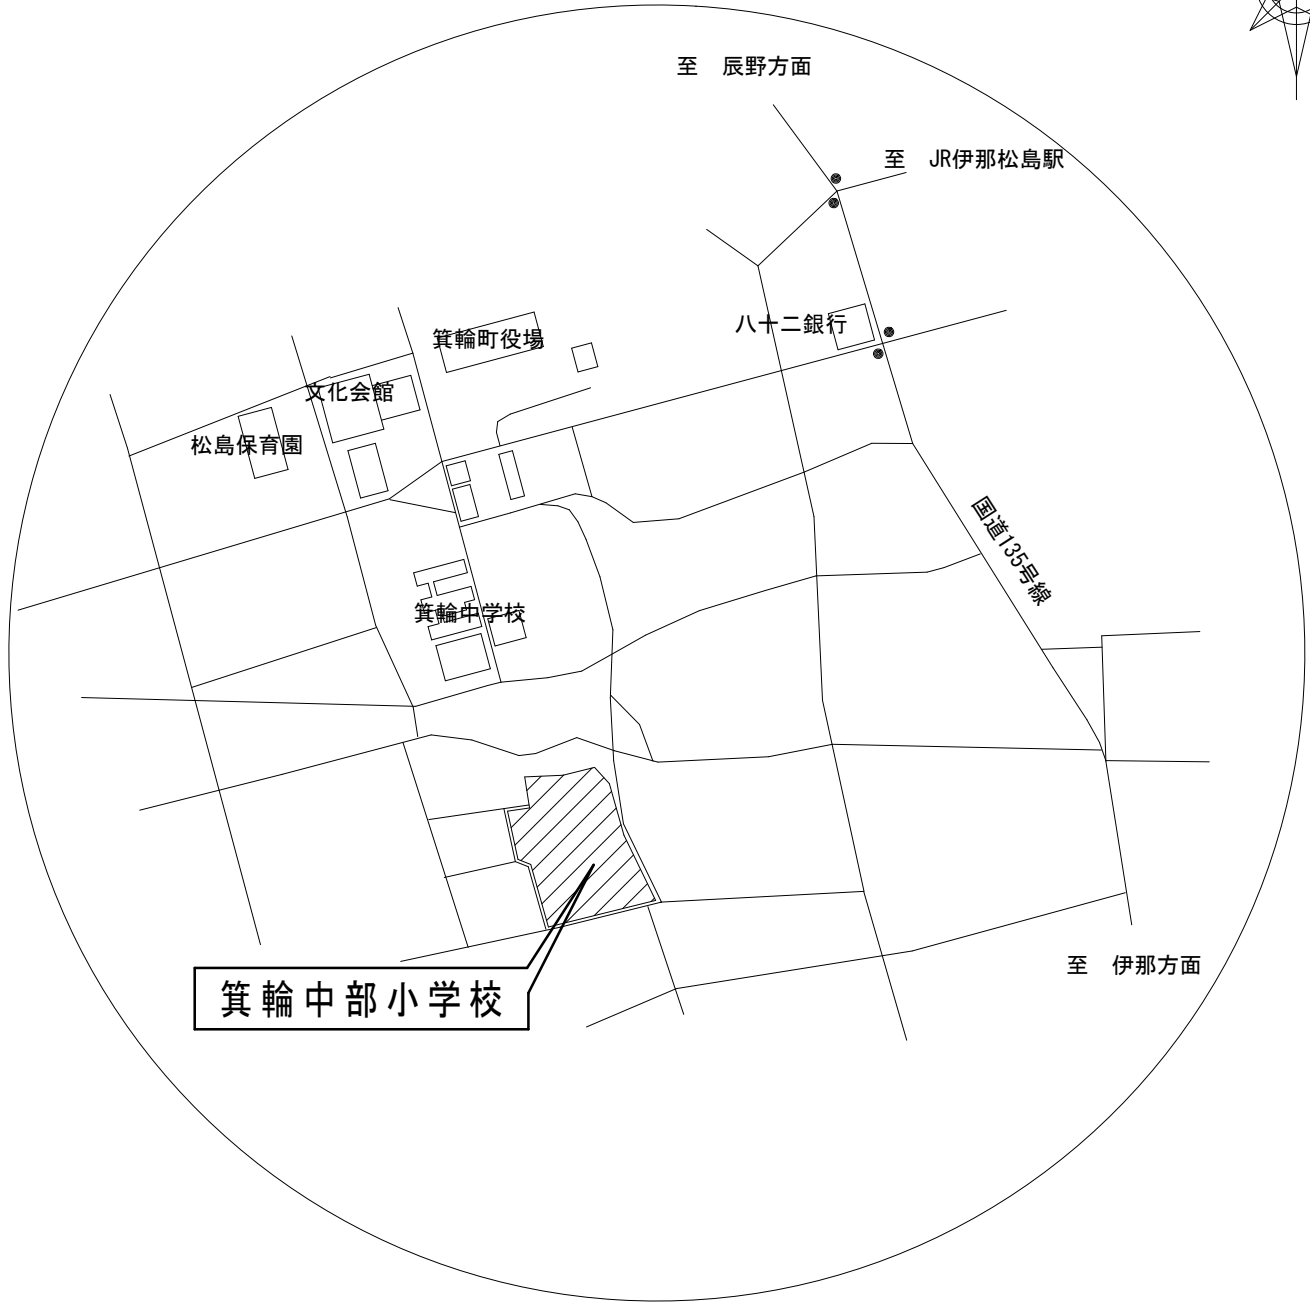 至　辰野方面
至　JR伊那松島駅
八十二銀行
箕輪町役場
文化会館
松島保育園
国道135号線
箕輪中学校
至　伊那方面
箕輪中部小学校